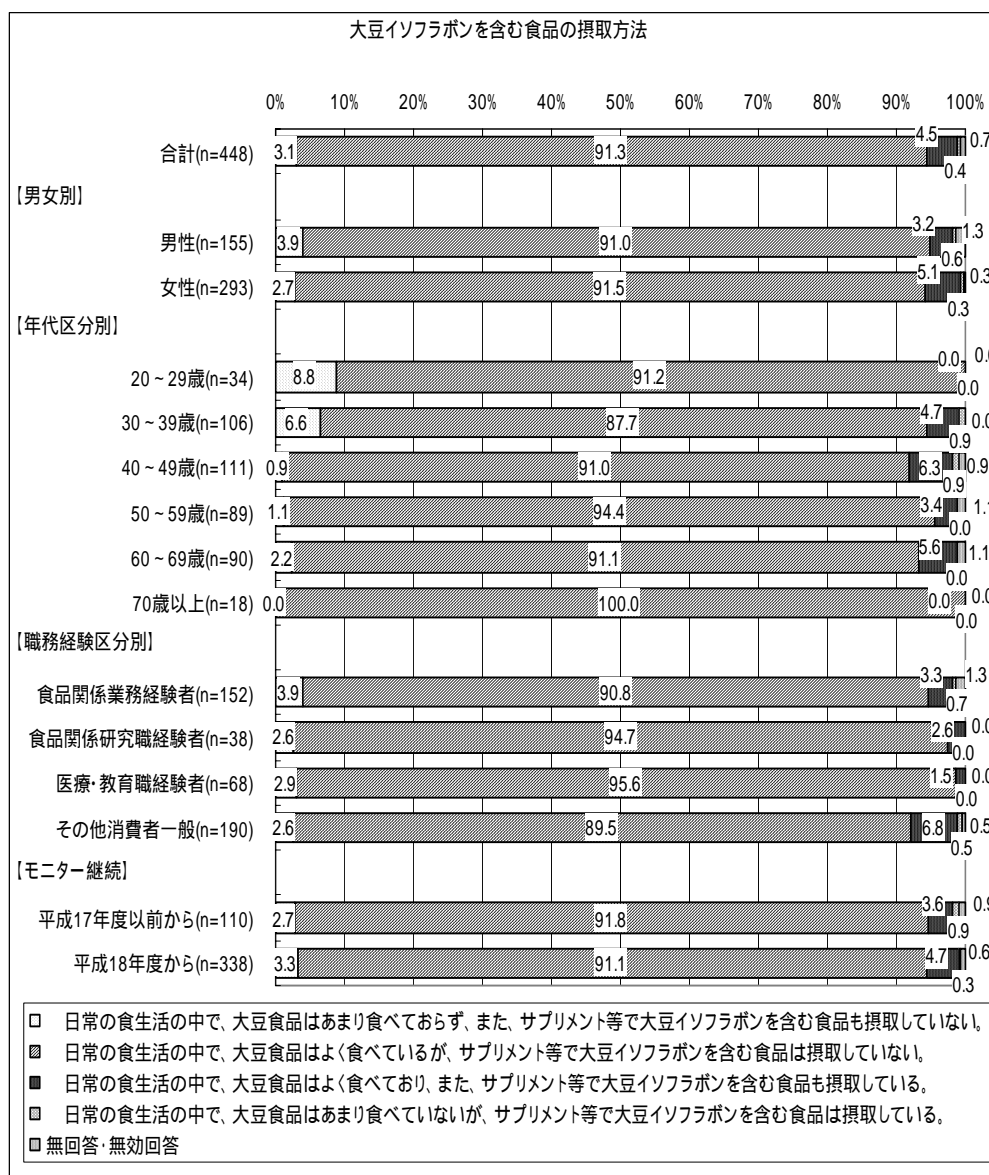 大豆イソフラボンを含む食品の摂取方法
0% 10% 20% 30% 40% 50% 60% 70% 80% 90% 100%
合計(n=448) 3.1 91.3 4.5 0.4 0.7
【男女別】
男性(n=155) 3.9 91.0 3.2 0.6 1.3
女性(n=293) 2.7 91.5 5.1 0.3 0.3
【年代区分別】
20~29歳(n=34) 8.8 91.2 0.0 0.0
30~39歳(n=106) 6.6 87.7 4.7 0.9 0.0
40~49歳(n=111) 0.9 91.0 6.3 0.9 0.9
50~59歳(n=89) 1.1 94.4 3.4 0.0 1.1
60~69歳(n=90) 2.2 91.1 5.6 0.0 1.1
70歳以上(n=18) 0.0 100.0 0.0 0.0 0.0
【職務経験区分別】
食品関係業務経験者(n=152) 3.9 90.8 3.3 0.7 1.3
食品関係研究職経験者(n=38) 2.6 94.7 2.6 0.0 0.0
医療・教育職経験者(n=68) 2.9 95.6 1.5 0.0 0.0
その他消費者一般(n=190) 2.6 89.5 6.8 0.5 0.5
【モニター継続】
平成17年度以前から(n=110) 2.7 91.8 3.6 0.9 0.9
平成18年度から(n=338) 3.3 91.1 4.7 0.3 0.6
日常の食生活の中で、大豆食品はあまり食べておらず、また、サプリメント等で大豆イソフラボンを含む食品も摂取していない。
日常の食生活の中で、大豆食品はよく食べているが、サプリメント等で大豆イソフラボンを含む食品は摂取していない。
日常の食生活の中で、大豆食品はよく食べており、また、サプリメント等で大豆イソフラボンを含む食品も摂取している。
日常の食生活の中で、大豆食品はあまり食べていないが、サプリメント等で大豆イソフラボンを含む食品は摂取している。
無回答・無効回答